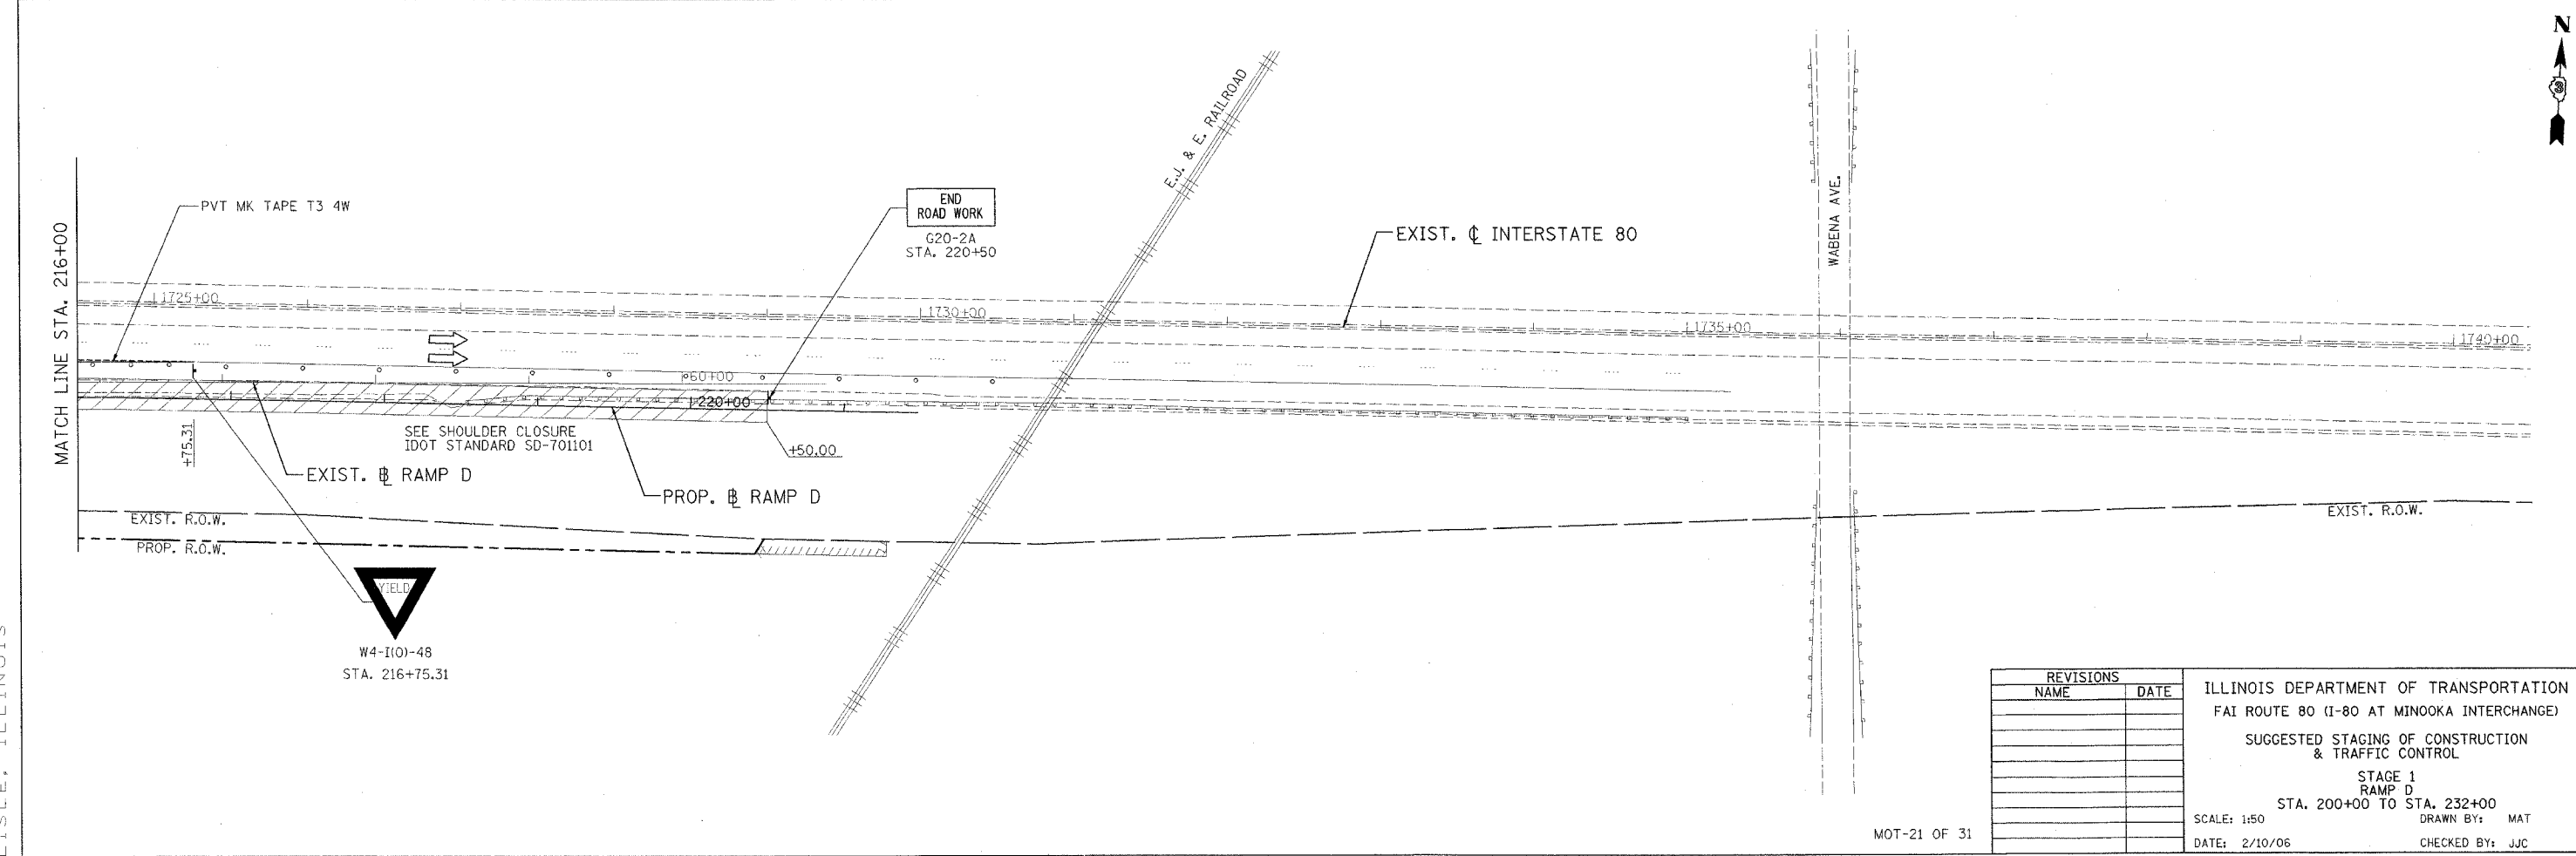 N
3
E.J. & E. RAILROAD
WABENA AVE.
PVT MK TAPE T3 4W
END
ROAD WORK
G20-2A
STA. 220+50
EXIST. ℄ INTERSTATE 80
MATCH LINE STA. 216+00
1725+00
1730+00
1735+00
1740+00
60+00
220+00
+75.31
SEE SHOULDER CLOSURE
IDOT STANDARD SD-701101
+50.00
EXIST. BL RAMP D
PROP. BL RAMP D
EXIST. R.O.W.
EXIST. R.O.W.
PROP. R.O.W.
YIELD
W4-I(O)-48
STA. 216+75.31
LISLE, ILLINOIS
MOT-21 OF 31
REVISIONS
NAME DATE
ILLINOIS DEPARTMENT OF TRANSPORTATION
FAI ROUTE 80 (I-80 AT MINOOKA INTERCHANGE)
SUGGESTED STAGING OF CONSTRUCTION
& TRAFFIC CONTROL
STAGE 1
RAMP D
STA. 200+00 TO STA. 232+00
SCALE: 1:50 DRAWN BY: MAT
DATE: 2/10/06 CHECKED BY: JJC